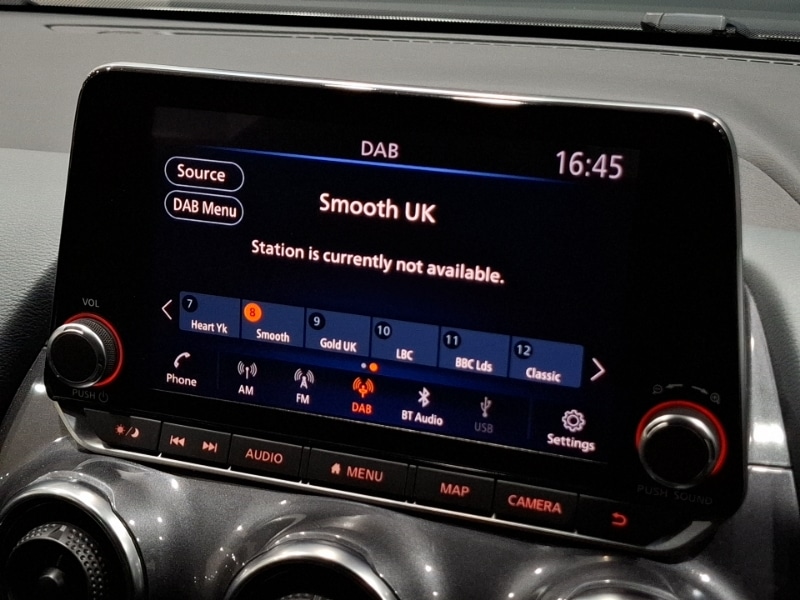 DAB
16:45
Source
DAB Menu
Smooth UK
Station is currently not available.
7 Heart Yk
8 Smooth
9 Gold UK
10 LBC
11 BBC Lds
12 Classic
Phone
AM
FM
DAB
BT Audio
USB
Settings
VOL
PUSH
PUSH SOUND
AUDIO
MENU
MAP
CAMERA